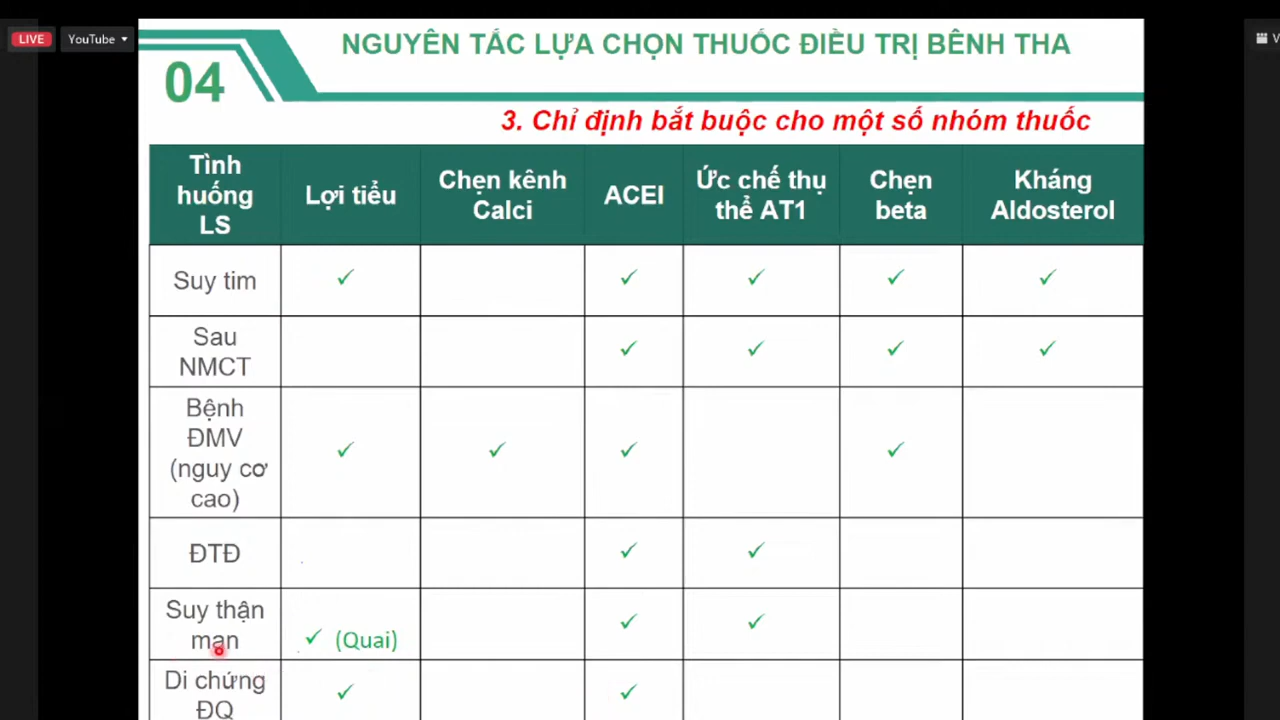 LIVE
YouTube
V
04
NGUYÊN TẮC LỰA CHỌN THUỐC ĐIỀU TRỊ BÊNH THA
3. Chỉ định bắt buộc cho một số nhóm thuốc
Tình huống LS
Lợi tiểu
Chẹn kênh Calci
ACEI
Ức chế thụ thể AT1
Chẹn beta
Kháng Aldosterol
Suy tim ✓ ✓ ✓ ✓ ✓
Sau NMCT ✓ ✓ ✓ ✓
Bệnh ĐMV (nguy cơ cao) ✓ ✓ ✓ ✓
ĐTĐ ✓ ✓
Suy thận mạn ✓ (Quai) ✓ ✓
Di chứng ĐQ ✓ ✓